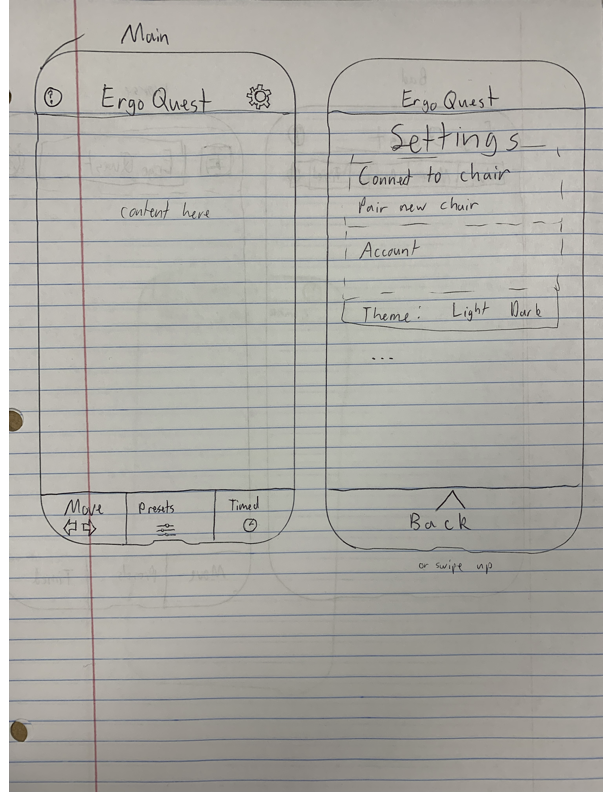 Main
? Ergo Quest
content here
Move Presets Timed
Ergo Quest
Settings
Connect to chair
Pair new chair
Account
Theme: Light Dark
...
Back
or swipe up